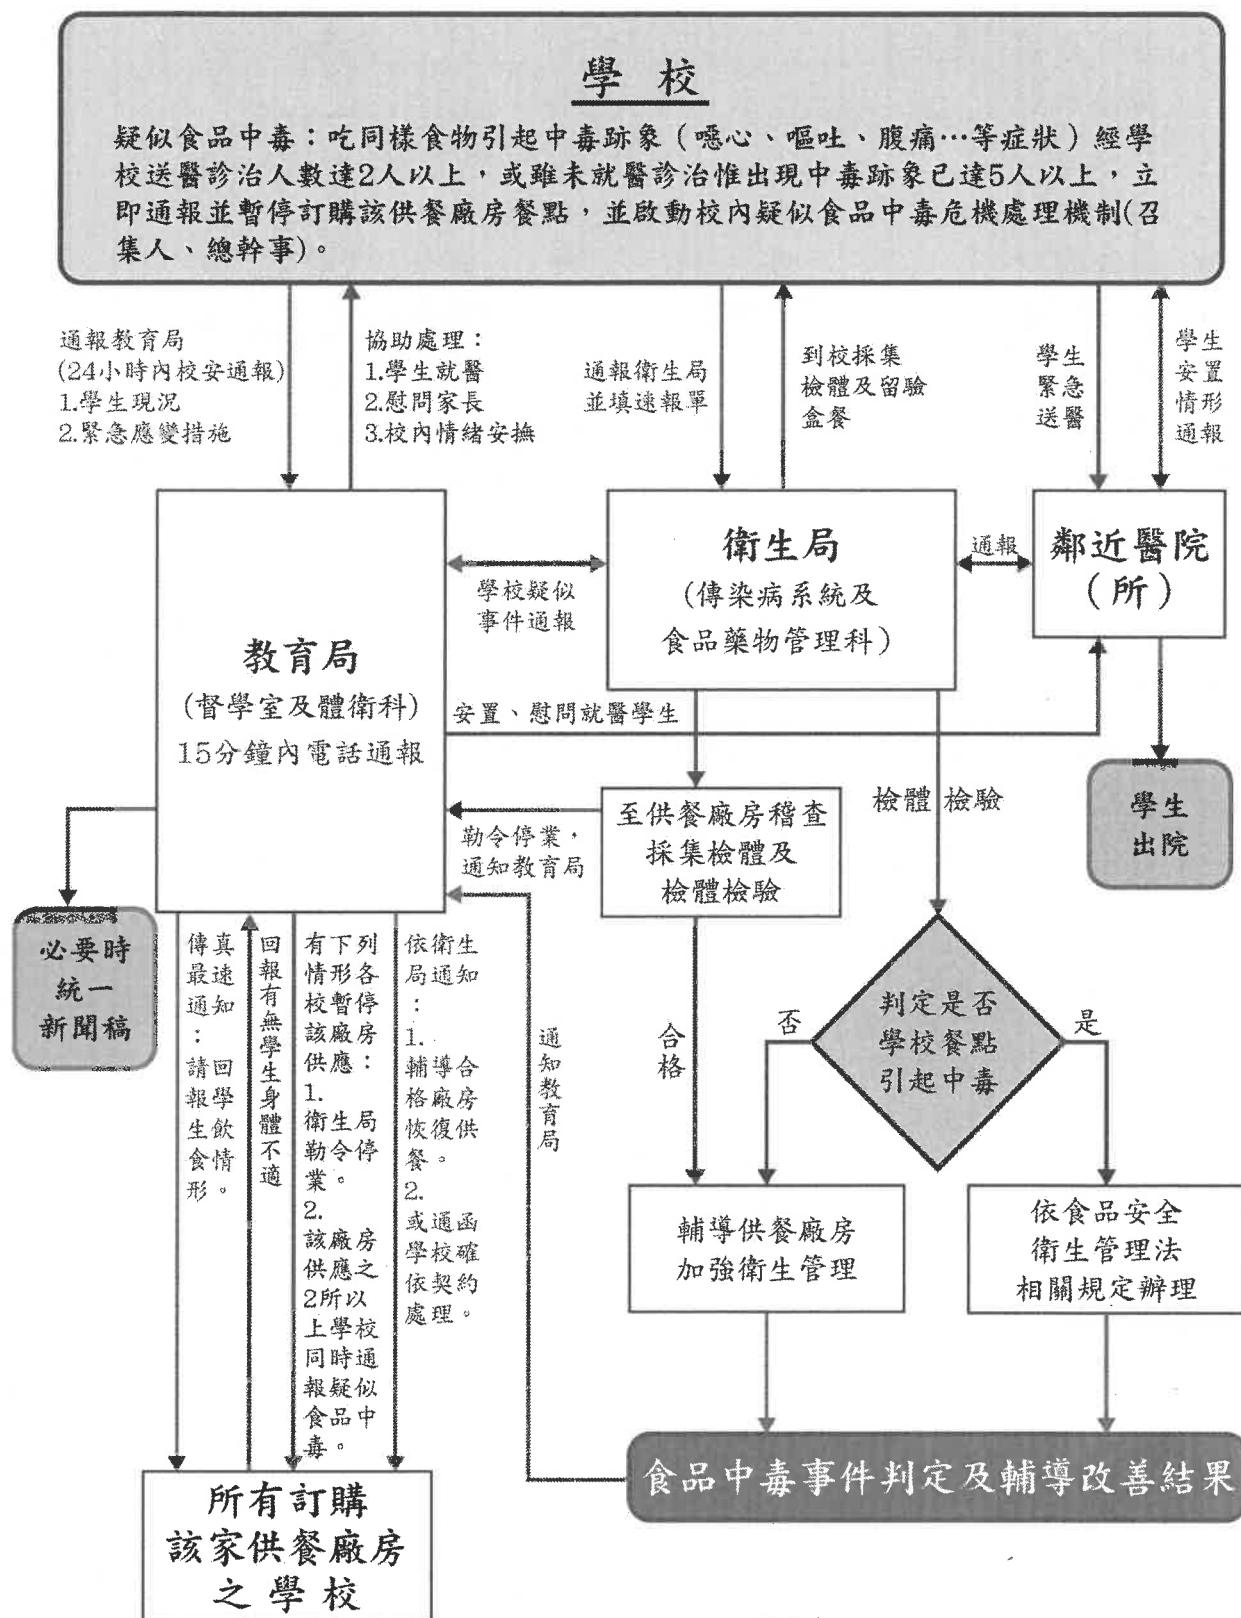 學校
疑似食品中毒：吃同樣食物引起中毒跡象（噁心、嘔吐、腹痛…等症狀）經學
校送醫診治人數達2人以上，或雖未就醫診治惟出現中毒跡象已達5人以上，立
即通報並暫停訂購該供餐廠房餐點，並啟動校內疑似食品中毒危機處理機制(召
集人、總幹事)。
通報教育局
(24小時內校安通報)
1.學生現況
2.緊急應變措施
協助處理：
1.學生就醫
2.慰問家長
3.校內情緒安撫
通報衛生局
並填速報單
到校採集
檢體及留驗
盒餐
學生
緊急
送醫
學生
安置
情形
通報
教育局
(督學室及體衛科)
15分鐘內電話通報
學校疑似
事件通報
衛生局
(傳染病系統及
食品藥物管理科)
通報
鄰近醫院
(所)
安置、慰問就醫學生
勒令停業，
通知教育局
至供餐廠房稽查
採集檢體及
檢體檢驗
檢體檢驗
學生
出院
必要時
統一
新聞稿
傳真
最速
通知
：
請回
報學
生飲
食情
形。
回報有無學生身體不適
有下列
情形各
校暫停
該廠房
供應：
1.
衛生局
勒令停
業。
2.
該廠房
供應之
2所以
上學校
同時通
報疑似
食品中
毒。
依衛生
局通知
：
1.
輔導合
格廠房
恢復供
餐。
2.
或通函
學校確
依契約
處理。
通知教育局
合格
否
判定是否
學校餐點
引起中毒
是
輔導供餐廠房
加強衛生管理
依食品安全
衛生管理法
相關規定辦理
食品中毒事件判定及輔導改善結果
所有訂購
該家供餐廠房
之學校